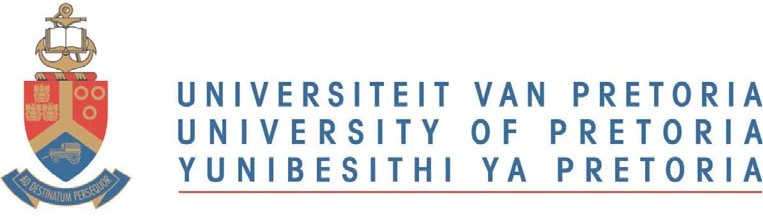 UNIVERSITEIT VAN PRETORIA
UNIVERSITY OF PRETORIA
YUNIBESITHI YA PRETORIA
AD DESTINATUM PERSEQUOR